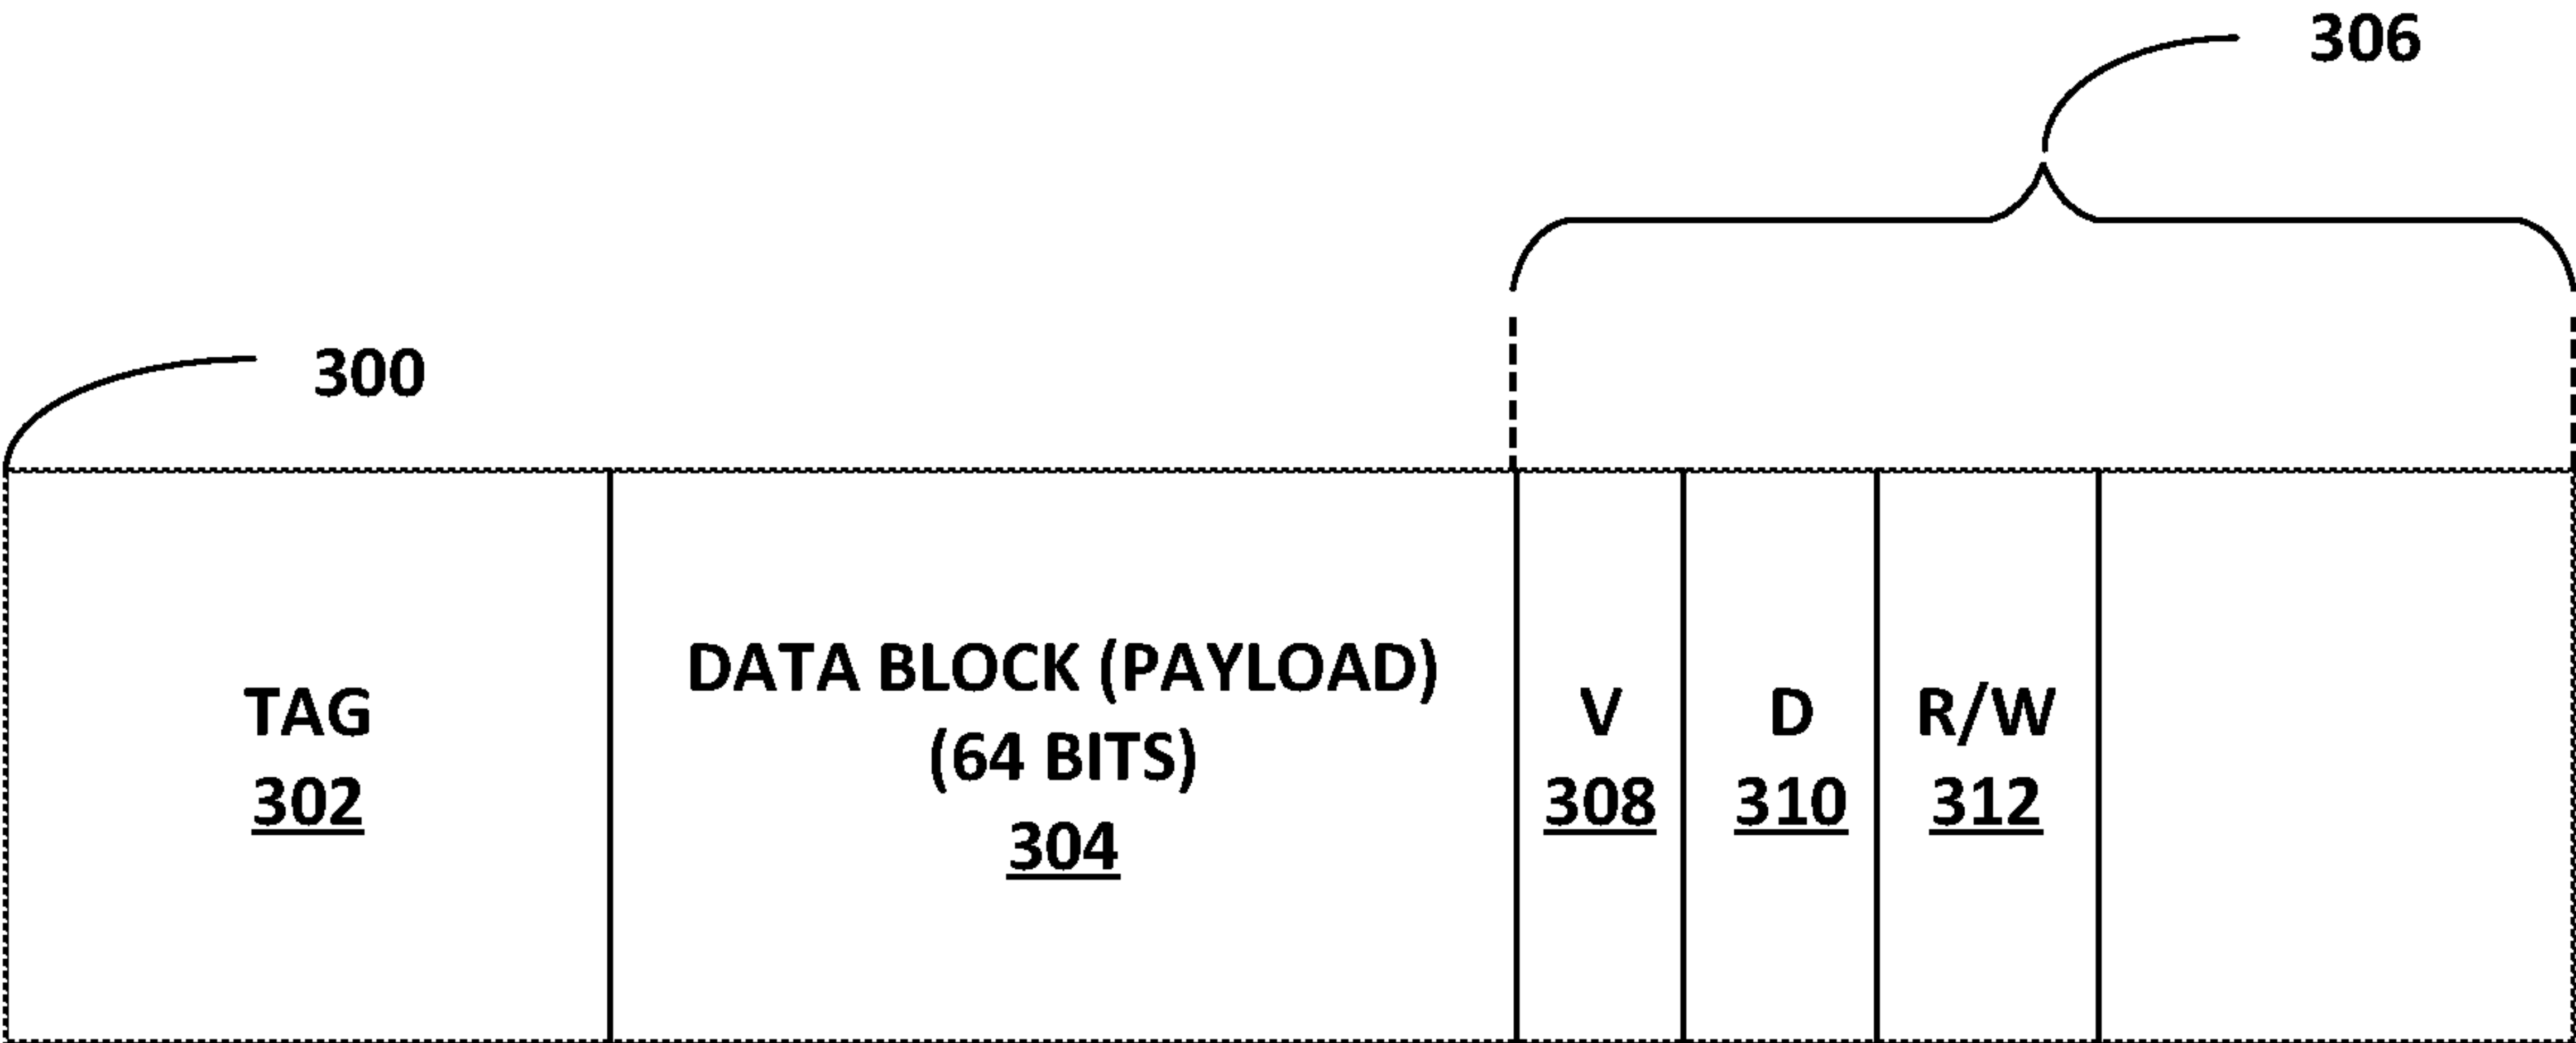 306
300
TAG
302
DATA BLOCK (PAYLOAD)
(64 BITS)
304
V
308
D
310
R/W
312